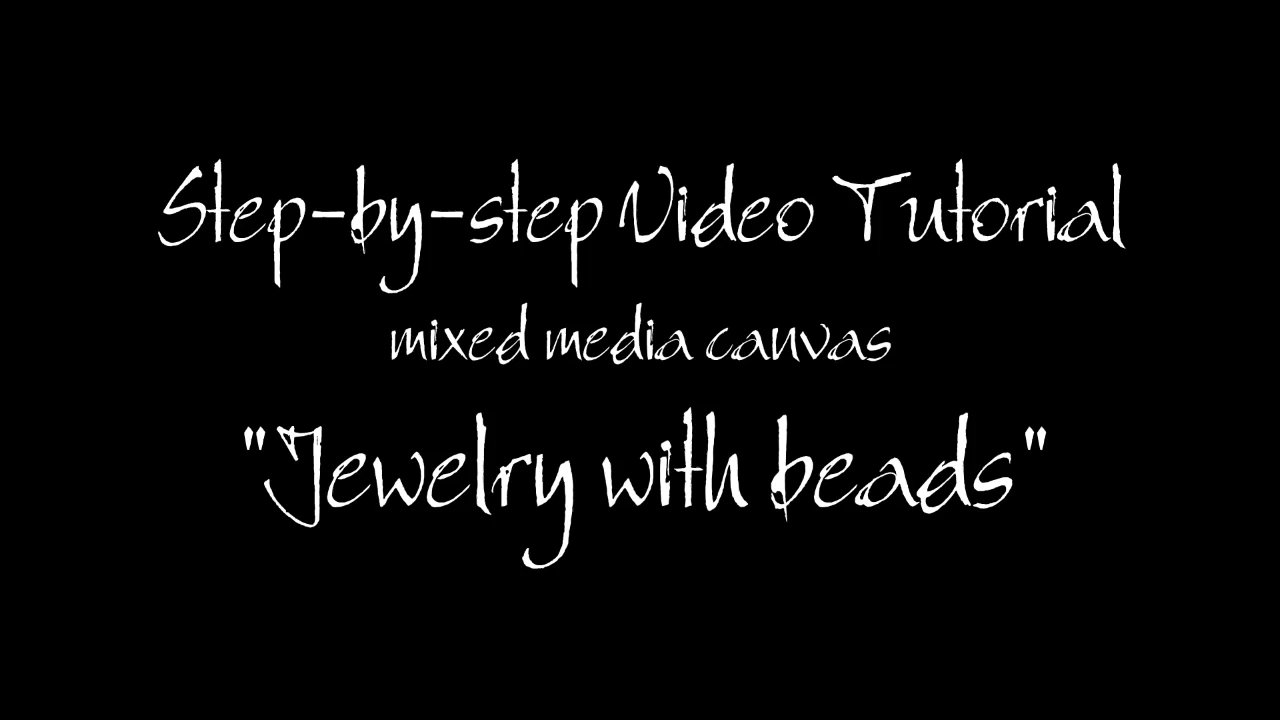 Step-by-step Video Tutorial
mixed media canvas
"Jewelry with beads"